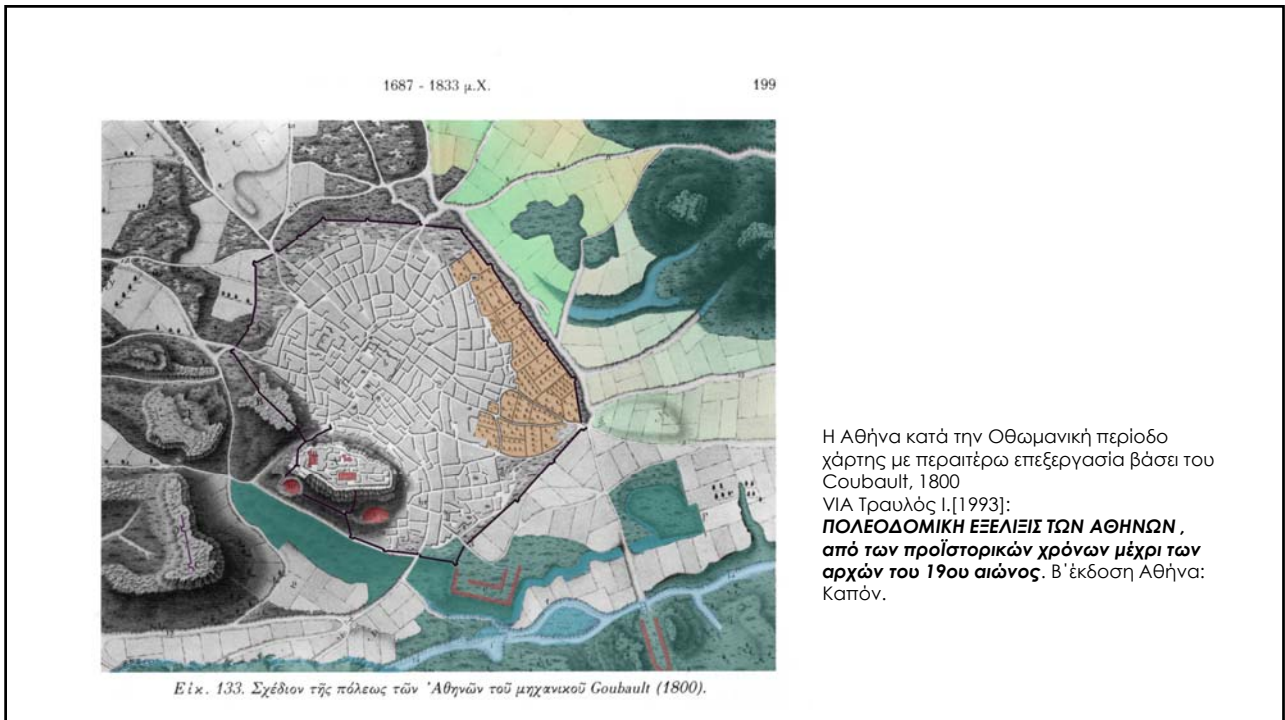 1687 - 1833 μ.Χ. 199
Εἰκ. 133. Σχέδιον τῆς πόλεως τῶν Ἀθηνῶν τοῦ μηχανικοῦ Goubault (1800).
Η Αθήνα κατά την Οθωμανική περίοδο
χάρτης με περαιτέρω επεξεργασία βάσει του
Coubault, 1800
VIA Τραυλός Ι.[1993]:
ΠΟΛΕΟΔΟΜΙΚΗ ΕΞΕΛΙΞΙΣ ΤΩΝ ΑΘΗΝΩΝ ,
από των προϊστορικών χρόνων μέχρι των
αρχών του 19ου αιώνος. Β΄έκδοση Αθήνα:
Καπόν.